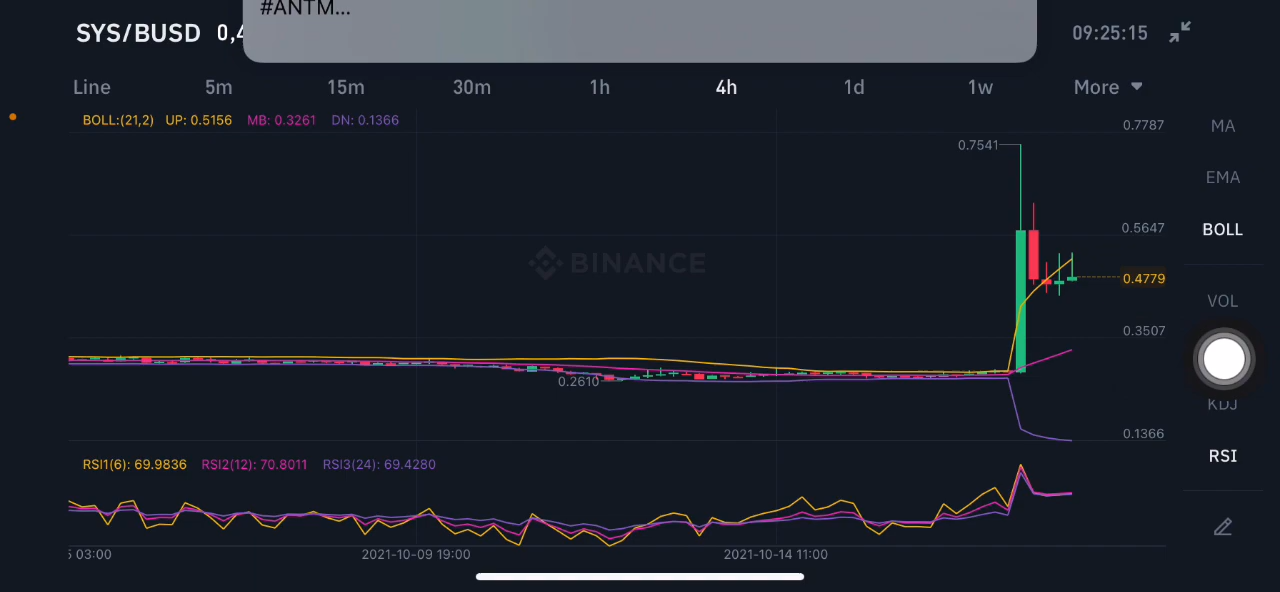 #ANTM...
SYS/BUSD 0,4
09:25:15
Line 5m 15m 30m 1h 4h 1d 1w More
BOLL:(21,2) UP: 0.5156 MB: 0.3261 DN: 0.1366
0.7787
0.7541
0.5647
0.4779
0.3507
0.2610
0.1366
BINANCE
MA
EMA
BOLL
VOL
KDJ
RSI
RSI1(6): 69.9836 RSI2(12): 70.8011 RSI3(24): 69.4280
03:00 2021-10-09 19:00 2021-10-14 11:00